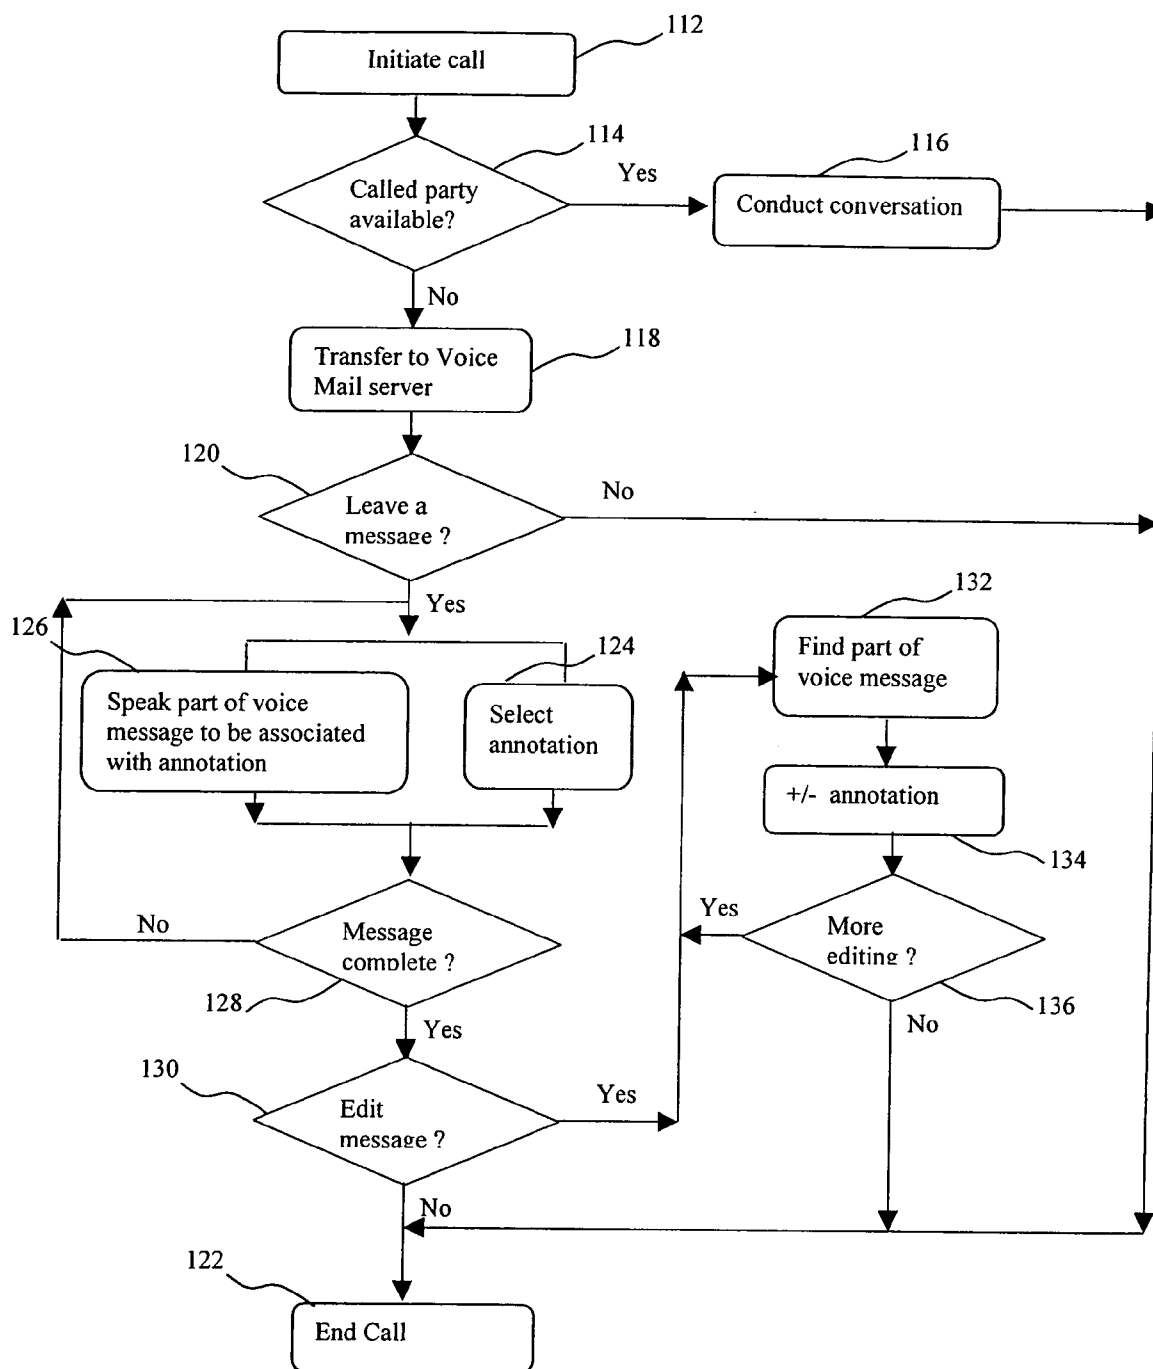 112
Initiate call
114
Called party
available?
Yes
116
Conduct conversation
No
118
Transfer to Voice
Mail server
120
Leave a
message ?
No
Yes
126
Speak part of voice
message to be associated
with annotation
124
Select
annotation
132
Find part of
voice message
+/- annotation
134
No
Message
complete ?
128
Yes
Yes
More
editing ?
136
No
130
Edit
message ?
Yes
No
122
End Call